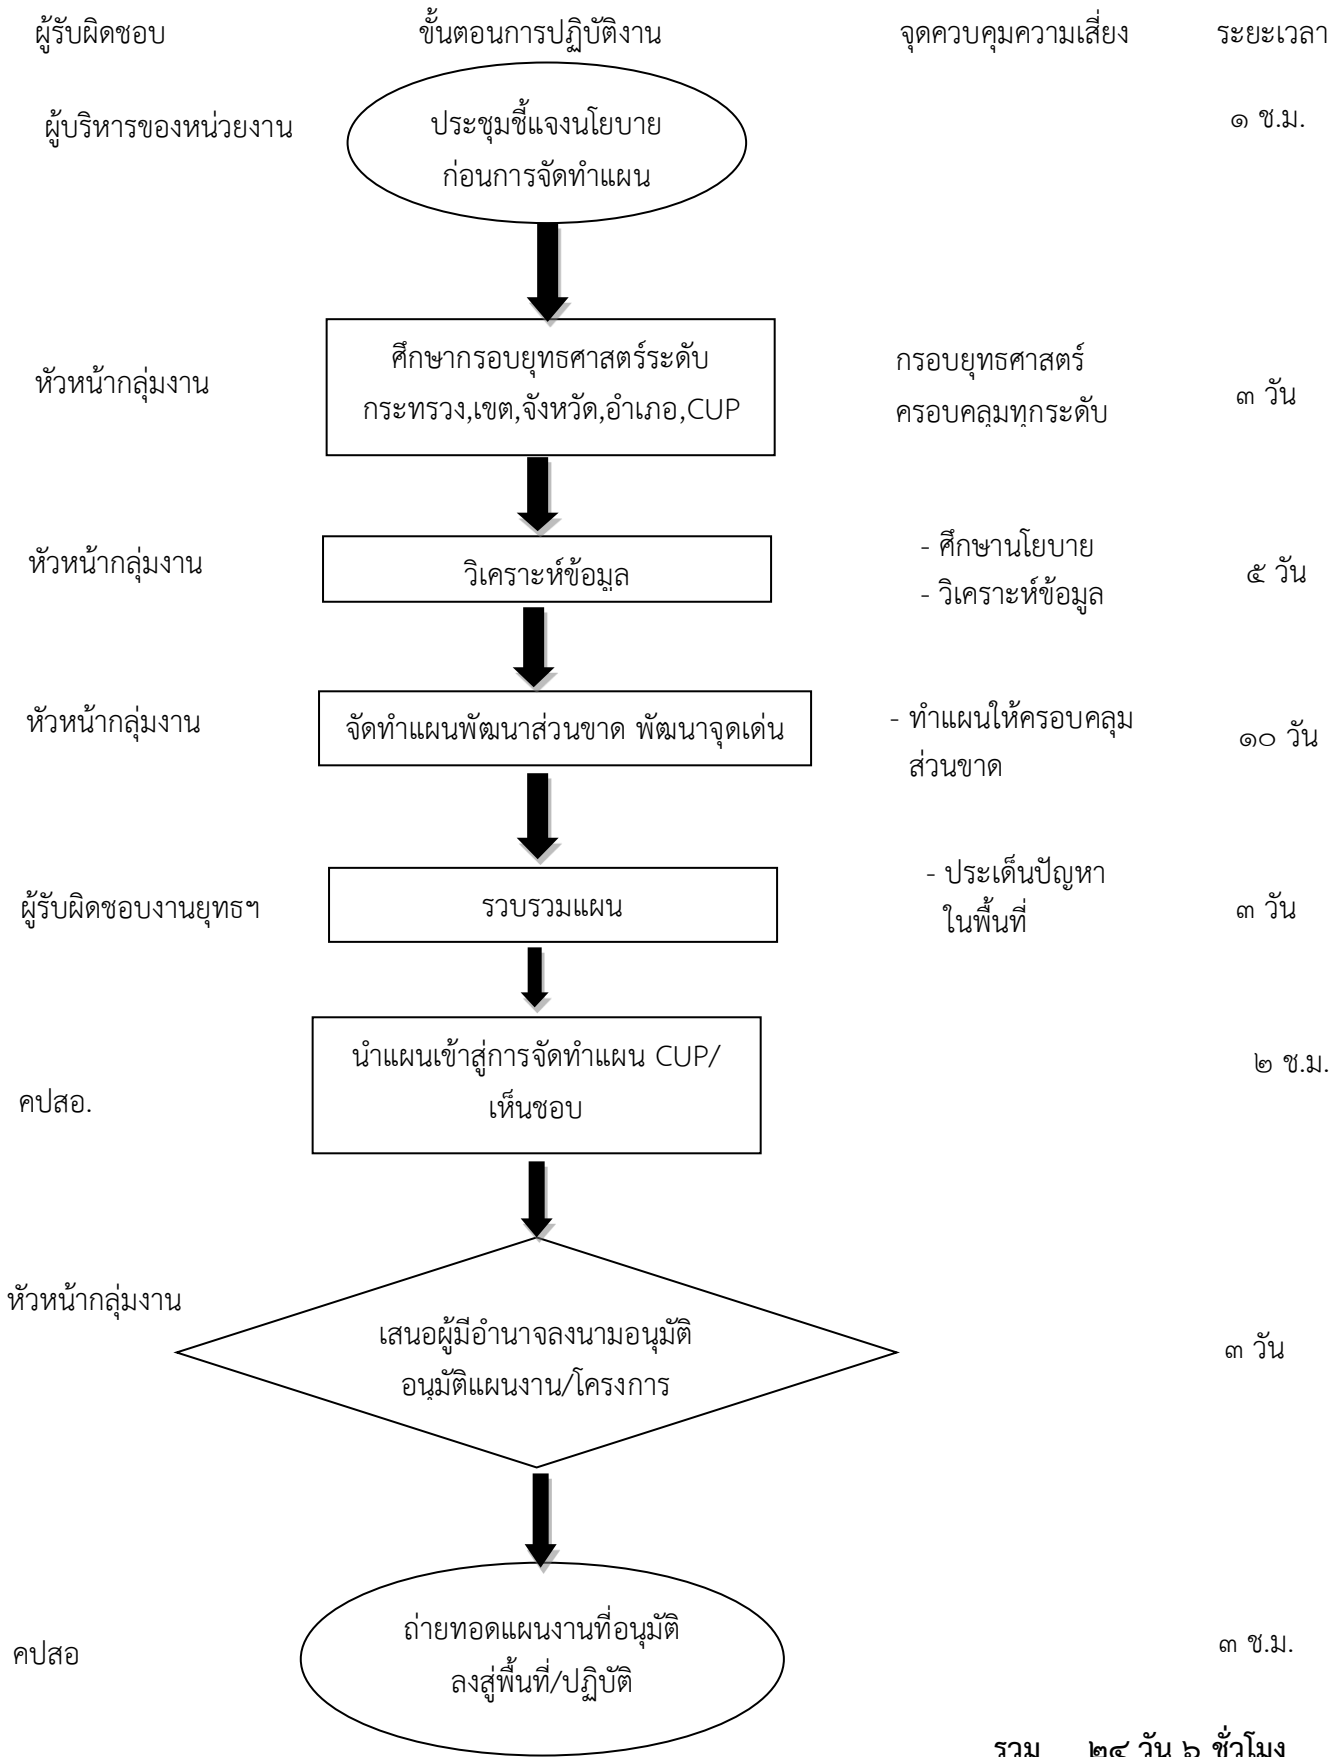 ผู้รับผิดชอบ ขั้นตอนการปฏิบัติงาน จุดควบคุมความเสี่ยง ระยะเวลา
ผู้บริหารของหน่วยงาน
ประชุมชี้แจงนโยบาย
ก่อนการจัดทำแผน
๑ ช.ม.
หัวหน้ากลุ่มงาน
ศึกษากรอบยุทธศาสตร์ระดับ
กระทรวง,เขต,จังหวัด,อำเภอ,CUP
กรอบยุทธศาสตร์
ครอบคลุมทุกระดับ
๓ วัน
หัวหน้ากลุ่มงาน
วิเคราะห์ข้อมูล
- ศึกษานโยบาย
- วิเคราะห์ข้อมูล
๕ วัน
หัวหน้ากลุ่มงาน
จัดทำแผนพัฒนาส่วนขาด พัฒนาจุดเด่น
- ทำแผนให้ครอบคลุม
ส่วนขาด
๑๐ วัน
ผู้รับผิดชอบงานยุทธฯ
รวบรวมแผน
- ประเด็นปัญหา
ในพื้นที่
๓ วัน
คปสอ.
นำแผนเข้าสู่การจัดทำแผน CUP/
เห็นชอบ
๒ ช.ม.
หัวหน้ากลุ่มงาน
เสนอผู้มีอำนาจลงนามอนุมัติ
อนุมัติแผนงาน/โครงการ
๓ วัน
คปสอ
ถ่ายทอดแผนงานที่อนุมัติ
ลงสู่พื้นที่/ปฏิบัติ
๓ ช.ม.
รวม ๒๔ วัน ๖ ชั่วโมง